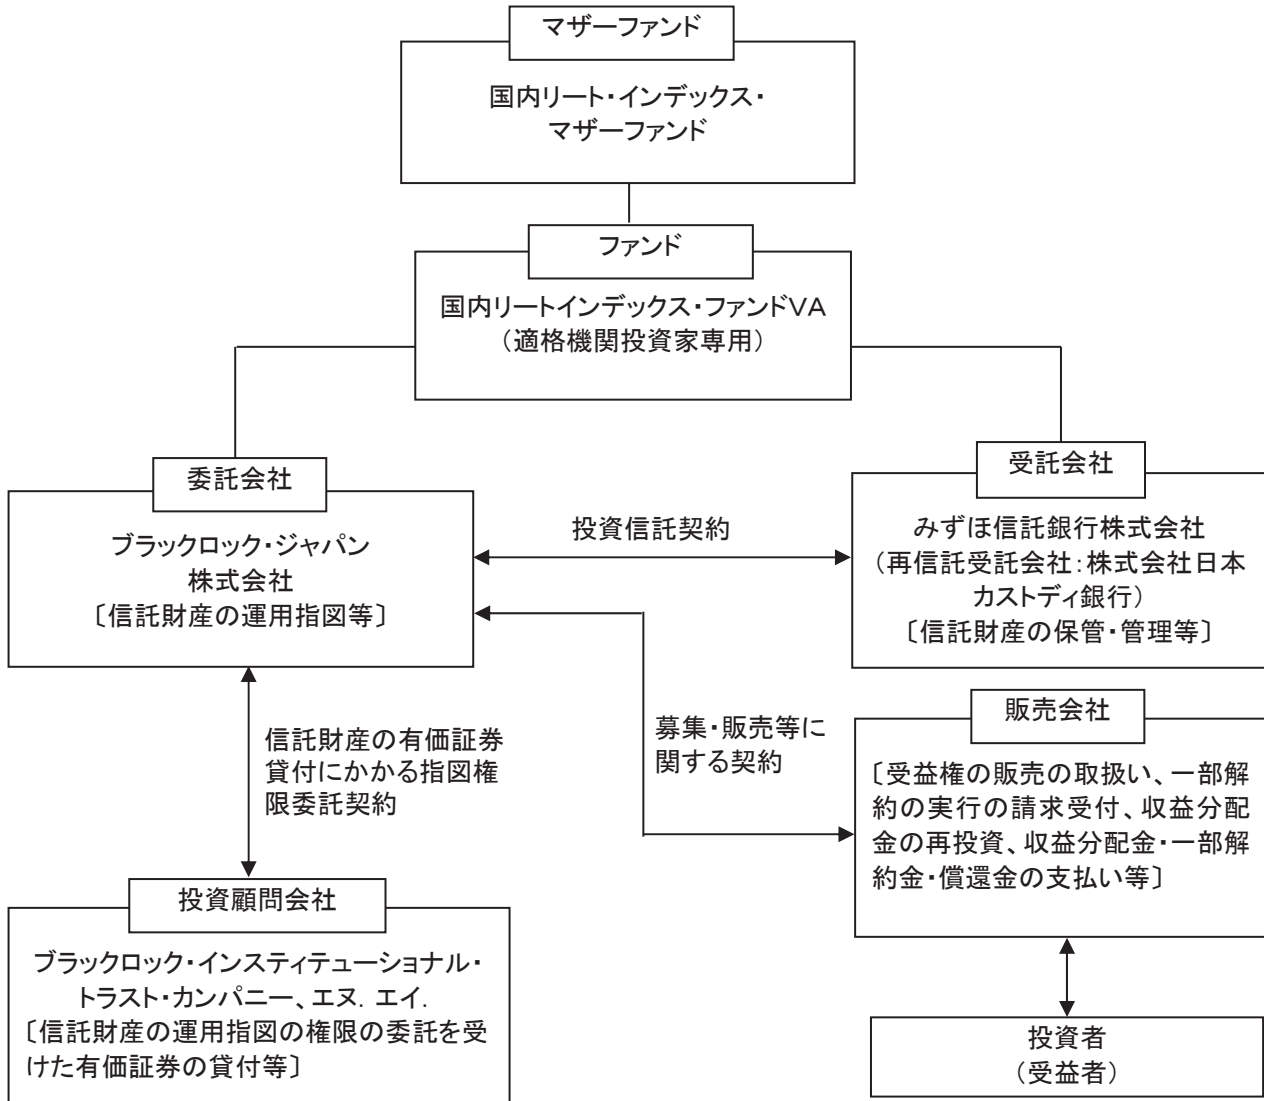 マザーファンド
国内リート・インデックス・
マザーファンド
ファンド
国内リートインデックス・ファンドVA
（適格機関投資家専用）
委託会社
ブラックロック・ジャパン
株式会社
〔信託財産の運用指図等〕
投資信託契約
受託会社
みずほ信託銀行株式会社
（再信託受託会社：株式会社日本
カストディ銀行）
〔信託財産の保管・管理等〕
信託財産の有価証券
貸付にかかる指図権
限委託契約
募集・販売等に
関する契約
販売会社
〔受益権の販売の取扱い、一部解
約の実行の請求受付、収益分配
金の再投資、収益分配金・一部解
約金・償還金の支払い等〕
投資顧問会社
ブラックロック・インスティテューショナル・
トラスト・カンパニー、エヌ．エイ．
〔信託財産の運用指図の権限の委託を受
けた有価証券の貸付等〕
投資者
（受益者）